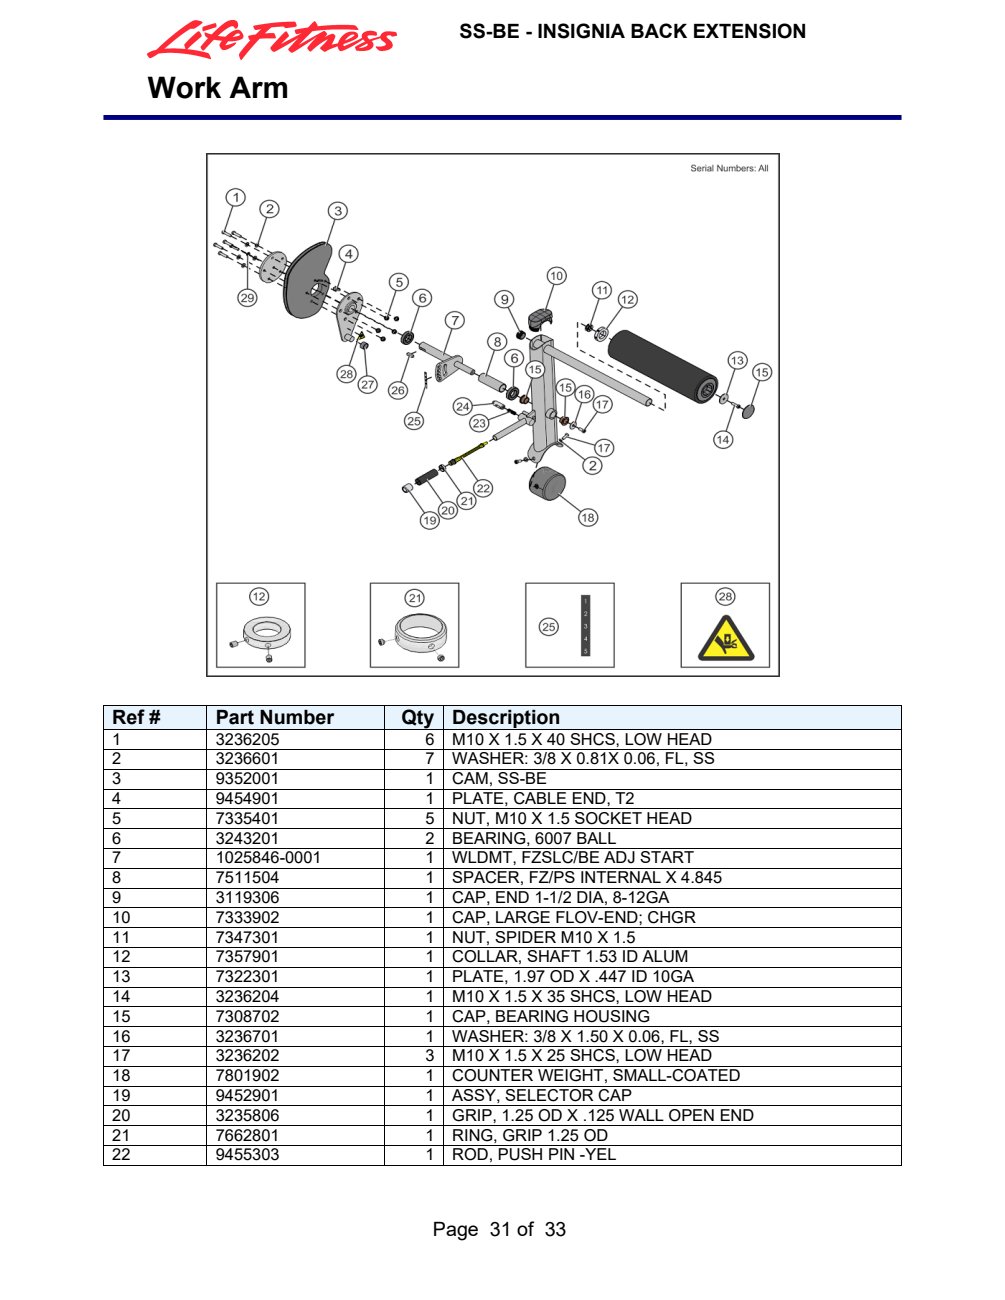 Life Fitness
SS-BE - INSIGNIA BACK EXTENSION
Work Arm
Serial Numbers: All
1
2
3
4
5
6
7
8
9
10
11
12
29
28
27
26
25
6
15
24
23
15
16
17
13
15
14
17
2
22
21
20
19
18
12
21
25
1
2
3
4
5
28
Ref # Part Number Qty Description
1 3236205 6 M10 X 1.5 X 40 SHCS, LOW HEAD
2 3236601 7 WASHER: 3/8 X 0.81X 0.06, FL, SS
3 9352001 1 CAM, SS-BE
4 9454901 1 PLATE, CABLE END, T2
5 7335401 5 NUT, M10 X 1.5 SOCKET HEAD
6 3243201 2 BEARING, 6007 BALL
7 1025846-0001 1 WLDMT, FZSLC/BE ADJ START
8 7511504 1 SPACER, FZ/PS INTERNAL X 4.845
9 3119306 1 CAP, END 1-1/2 DIA, 8-12GA
10 7333902 1 CAP, LARGE FLOV-END; CHGR
11 7347301 1 NUT, SPIDER M10 X 1.5
12 7357901 1 COLLAR, SHAFT 1.53 ID ALUM
13 7322301 1 PLATE, 1.97 OD X .447 ID 10GA
14 3236204 1 M10 X 1.5 X 35 SHCS, LOW HEAD
15 7308702 1 CAP, BEARING HOUSING
16 3236701 1 WASHER: 3/8 X 1.50 X 0.06, FL, SS
17 3236202 3 M10 X 1.5 X 25 SHCS, LOW HEAD
18 7801902 1 COUNTER WEIGHT, SMALL-COATED
19 9452901 1 ASSY, SELECTOR CAP
20 3235806 1 GRIP, 1.25 OD X .125 WALL OPEN END
21 7662801 1 RING, GRIP 1.25 OD
22 9455303 1 ROD, PUSH PIN -YEL
Page 31 of 33